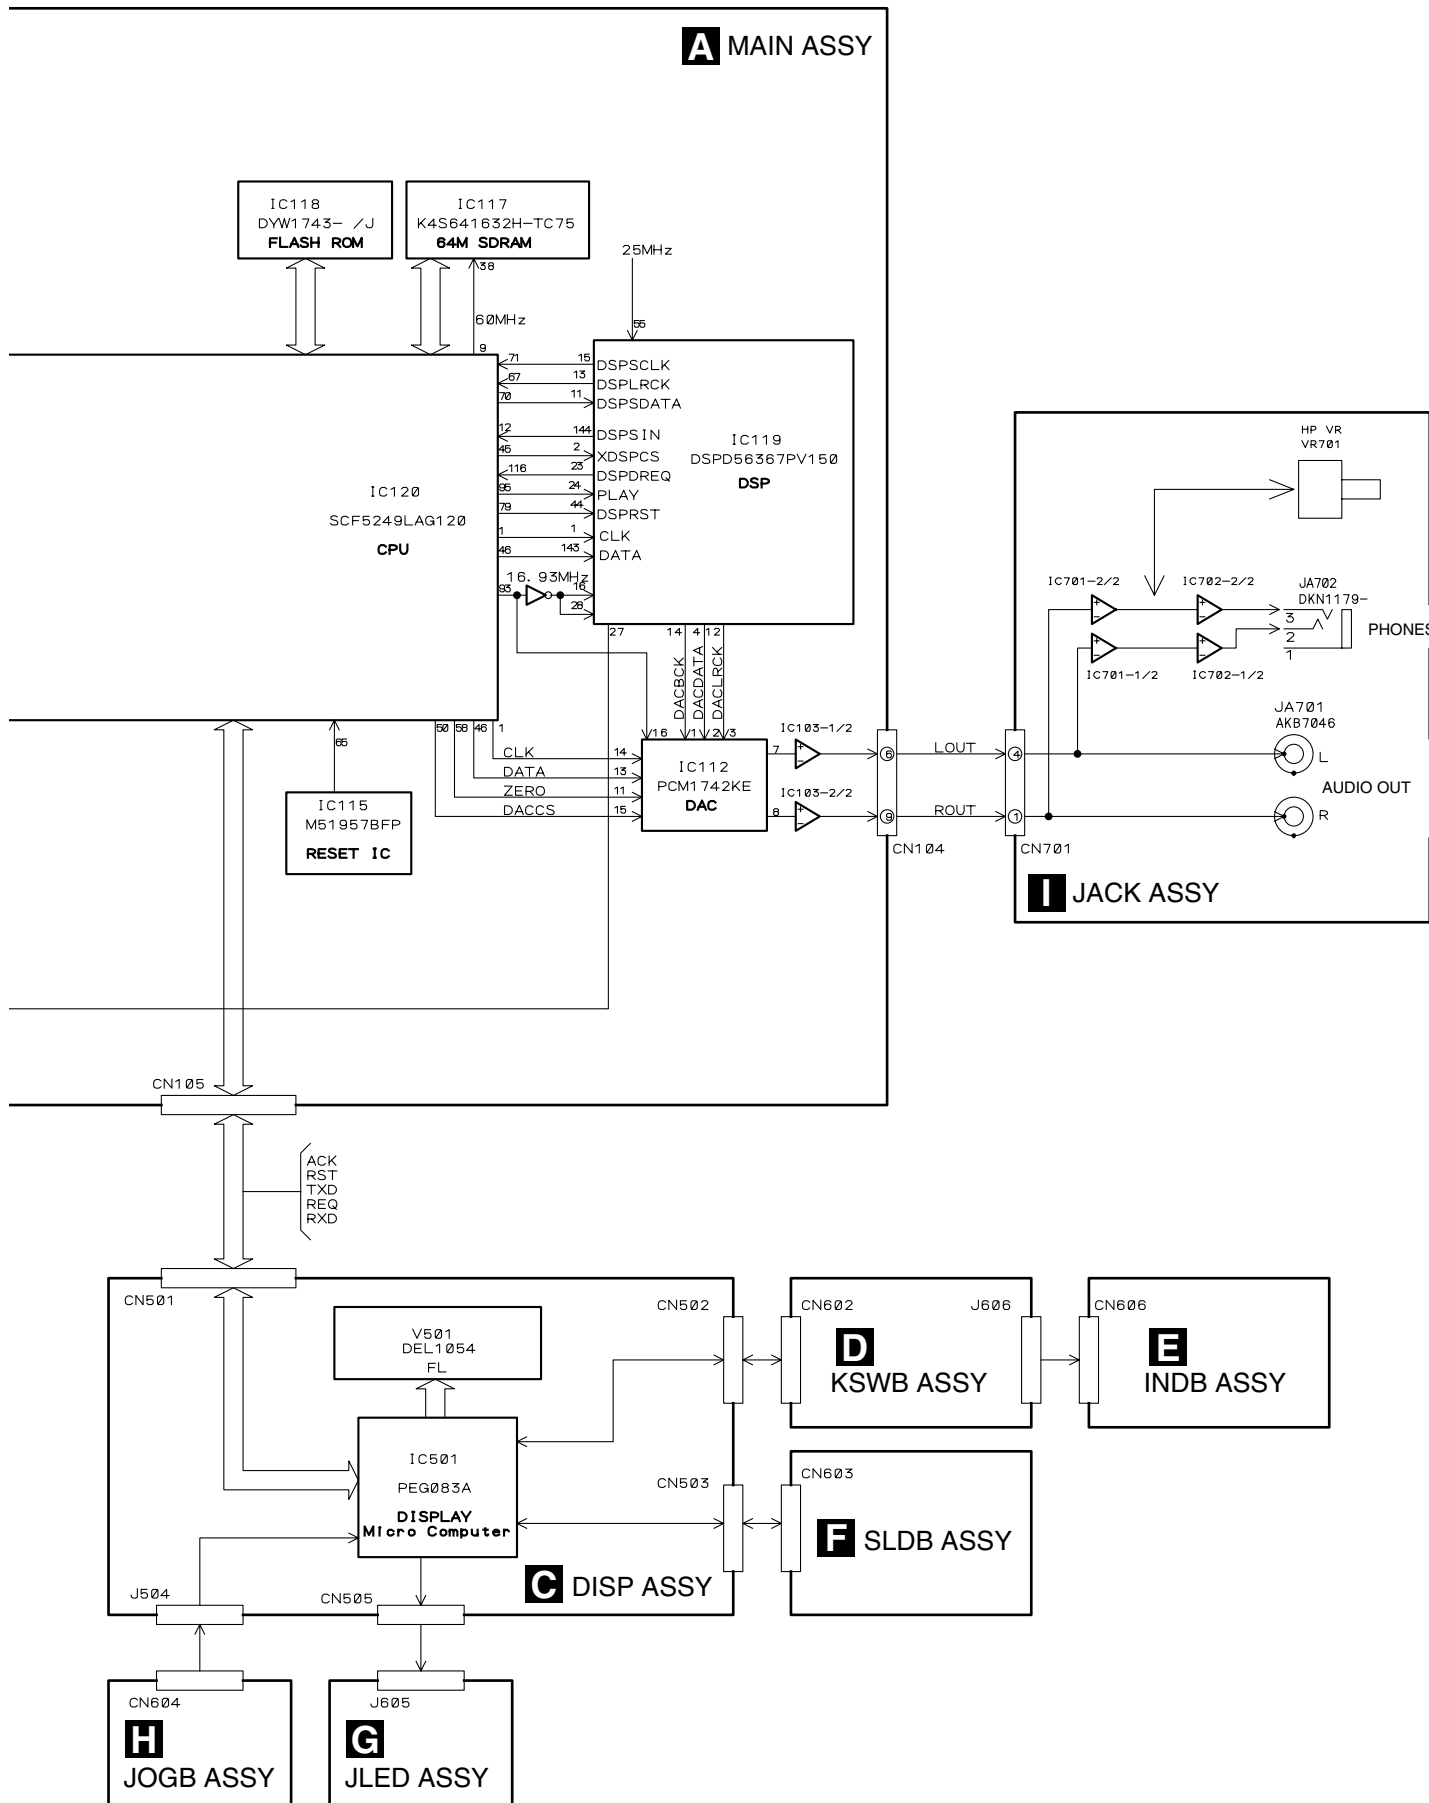 A MAIN ASSY
IC118
DYW1743- /J
FLASH ROM
IC117
K4S641632H-TC75
64M SDRAM
38
60MHz
9
25MHz
55
71
15
DSPSCLK
67
13
DSPLRCK
70
11
DSPSDATA
12
144
DSPSIN
45
2
XDSPCS
116
23
DSPDREQ
95
24
PLAY
79
44
DSPRST
1
1
CLK
46
143
DATA
16.93MHz
93
16
28
IC120
SCF5249LAG120
CPU
IC119
DSPD56367PV150
DSP
27
14
4
12
DACBCK
DACDATA
DACLRCK
16
1
2
3
50
58
46
1
65
CLK
14
DATA
13
ZERO
11
DACCS
15
IC112
PCM1742KE
DAC
7
IC103-1/2
8
IC103-2/2
6
9
CN104
LOUT
ROUT
4
1
CN701
IC115
M51957BFP
RESET IC
HP VR
VR701
IC701-2/2
IC702-2/2
IC701-1/2
IC702-1/2
JA702
DKN1179-
3
2
1
PHONES
JA701
AKB7046
L
AUDIO OUT
R
I JACK ASSY
CN105
ACK
RST
TXD
REQ
RXD
CN501
V501
DEL1054
FL
IC501
PEG083A
DISPLAY
Micro Computer
CN502
CN503
J504
CN505
C DISP ASSY
CN602
J606
D
KSWB ASSY
CN606
E
INDB ASSY
CN603
F SLDB ASSY
CN604
H
JOGB ASSY
J605
G
JLED ASSY